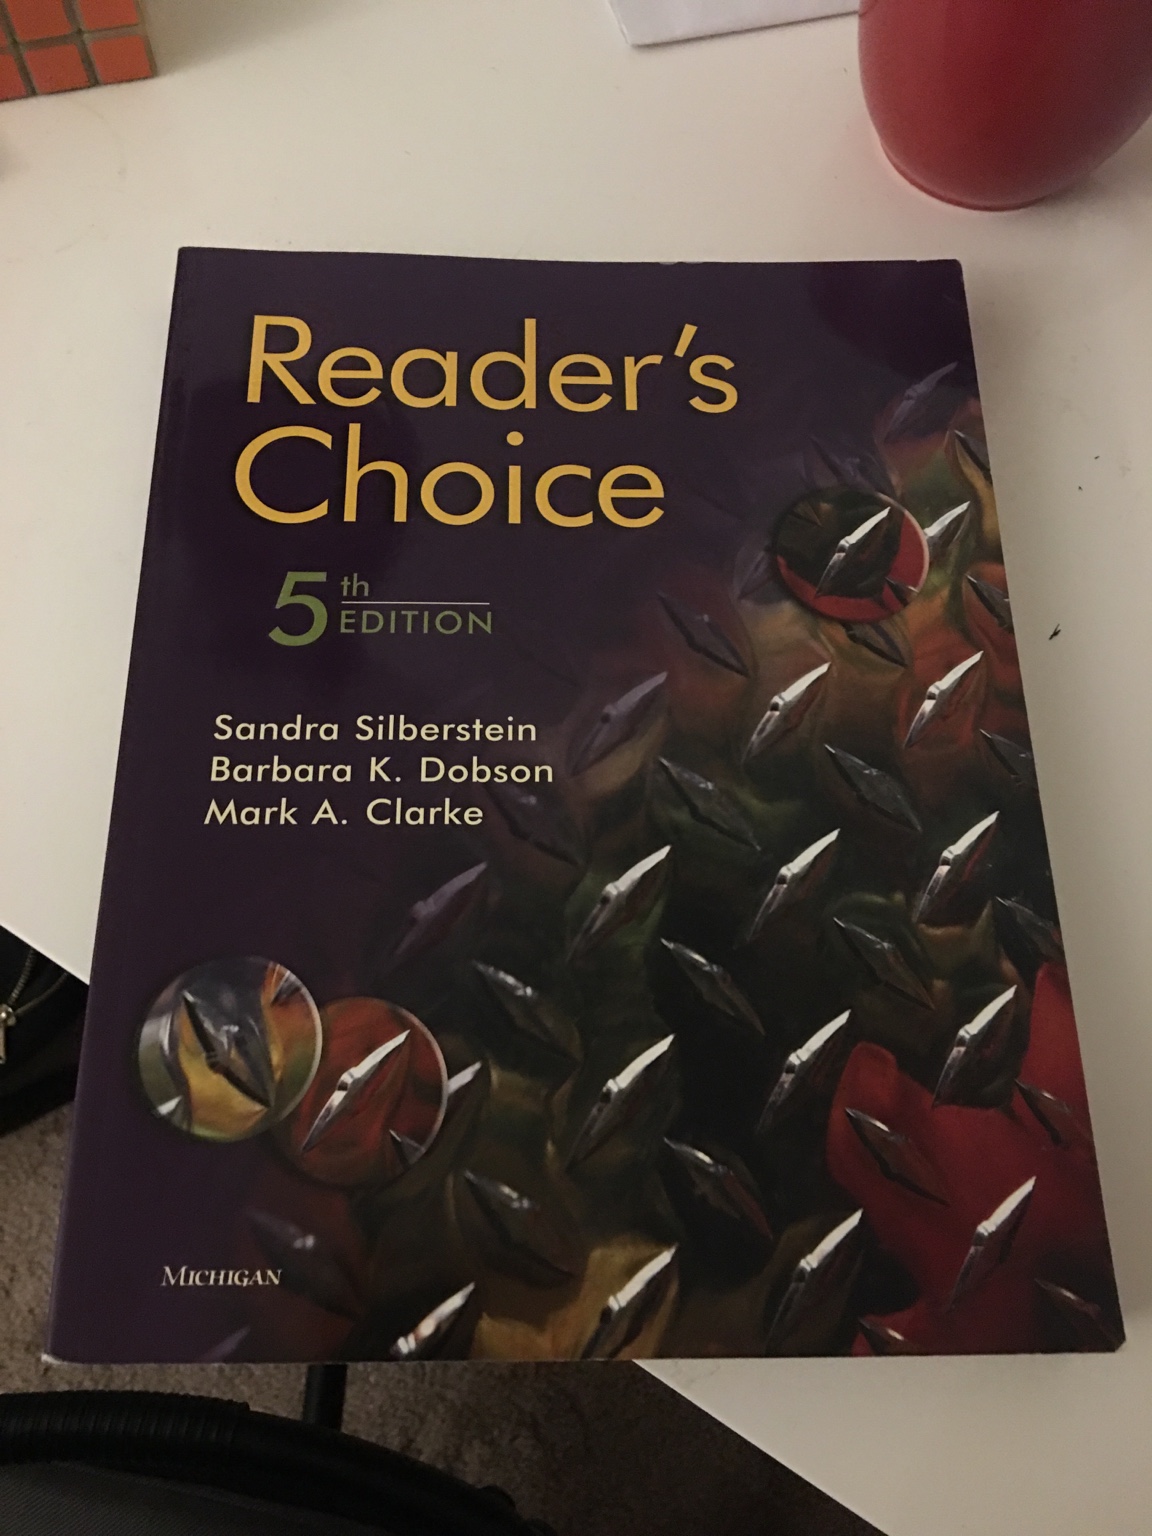 Reader's
Choice
5th
EDITION
Sandra Silberstein
Barbara K. Dobson
Mark A. Clarke
MICHIGAN